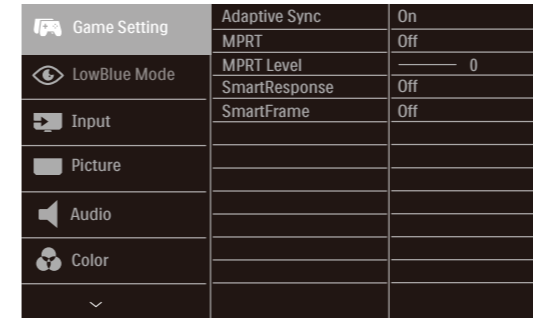 Game Setting
LowBlue Mode
Input
Picture
Audio
Color
Adaptive Sync On
MPRT Off
MPRT Level 0
SmartResponse Off
SmartFrame Off